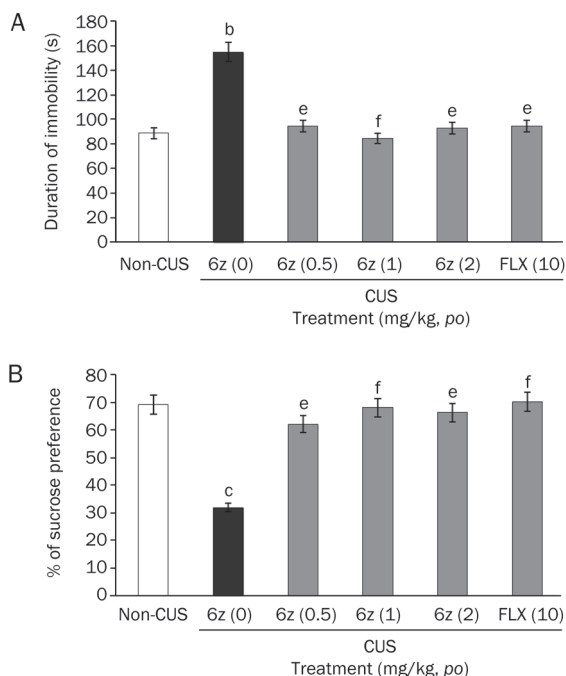 A
Duration of immobility (s)
180
160
140
120
100
80
60
40
20
0
b
e
f
e
e
Non-CUS 6z (0) 6z (0.5) 6z (1) 6z (2) FLX (10)
CUS
Treatment (mg/kg, po)
B
% of sucrose preference
80
70
60
50
40
30
20
10
0
c
e
f
e
f
Non-CUS 6z (0) 6z (0.5) 6z (1) 6z (2) FLX (10)
CUS
Treatment (mg/kg, po)